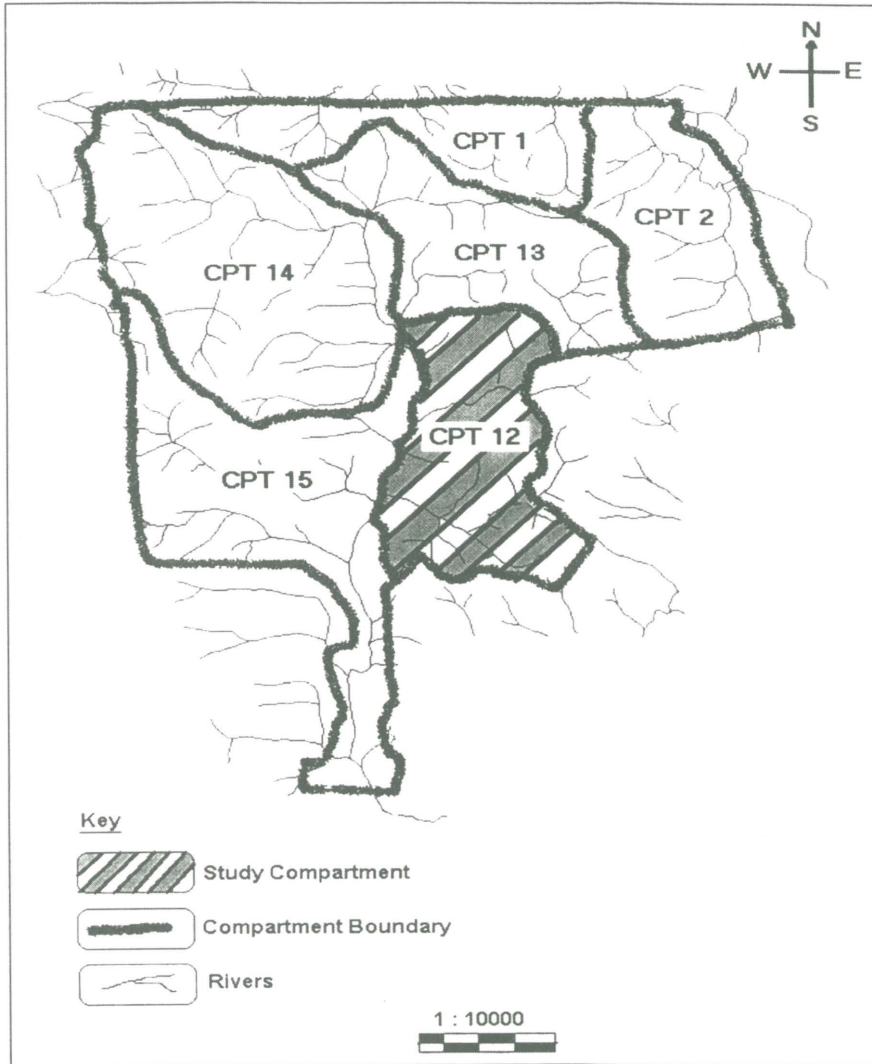 N
W E
S
CPT 1
CPT 2
CPT 13
CPT 14
CPT 12
CPT 15
Key
Study Compartment
Compartment Boundary
Rivers
1 : 10000